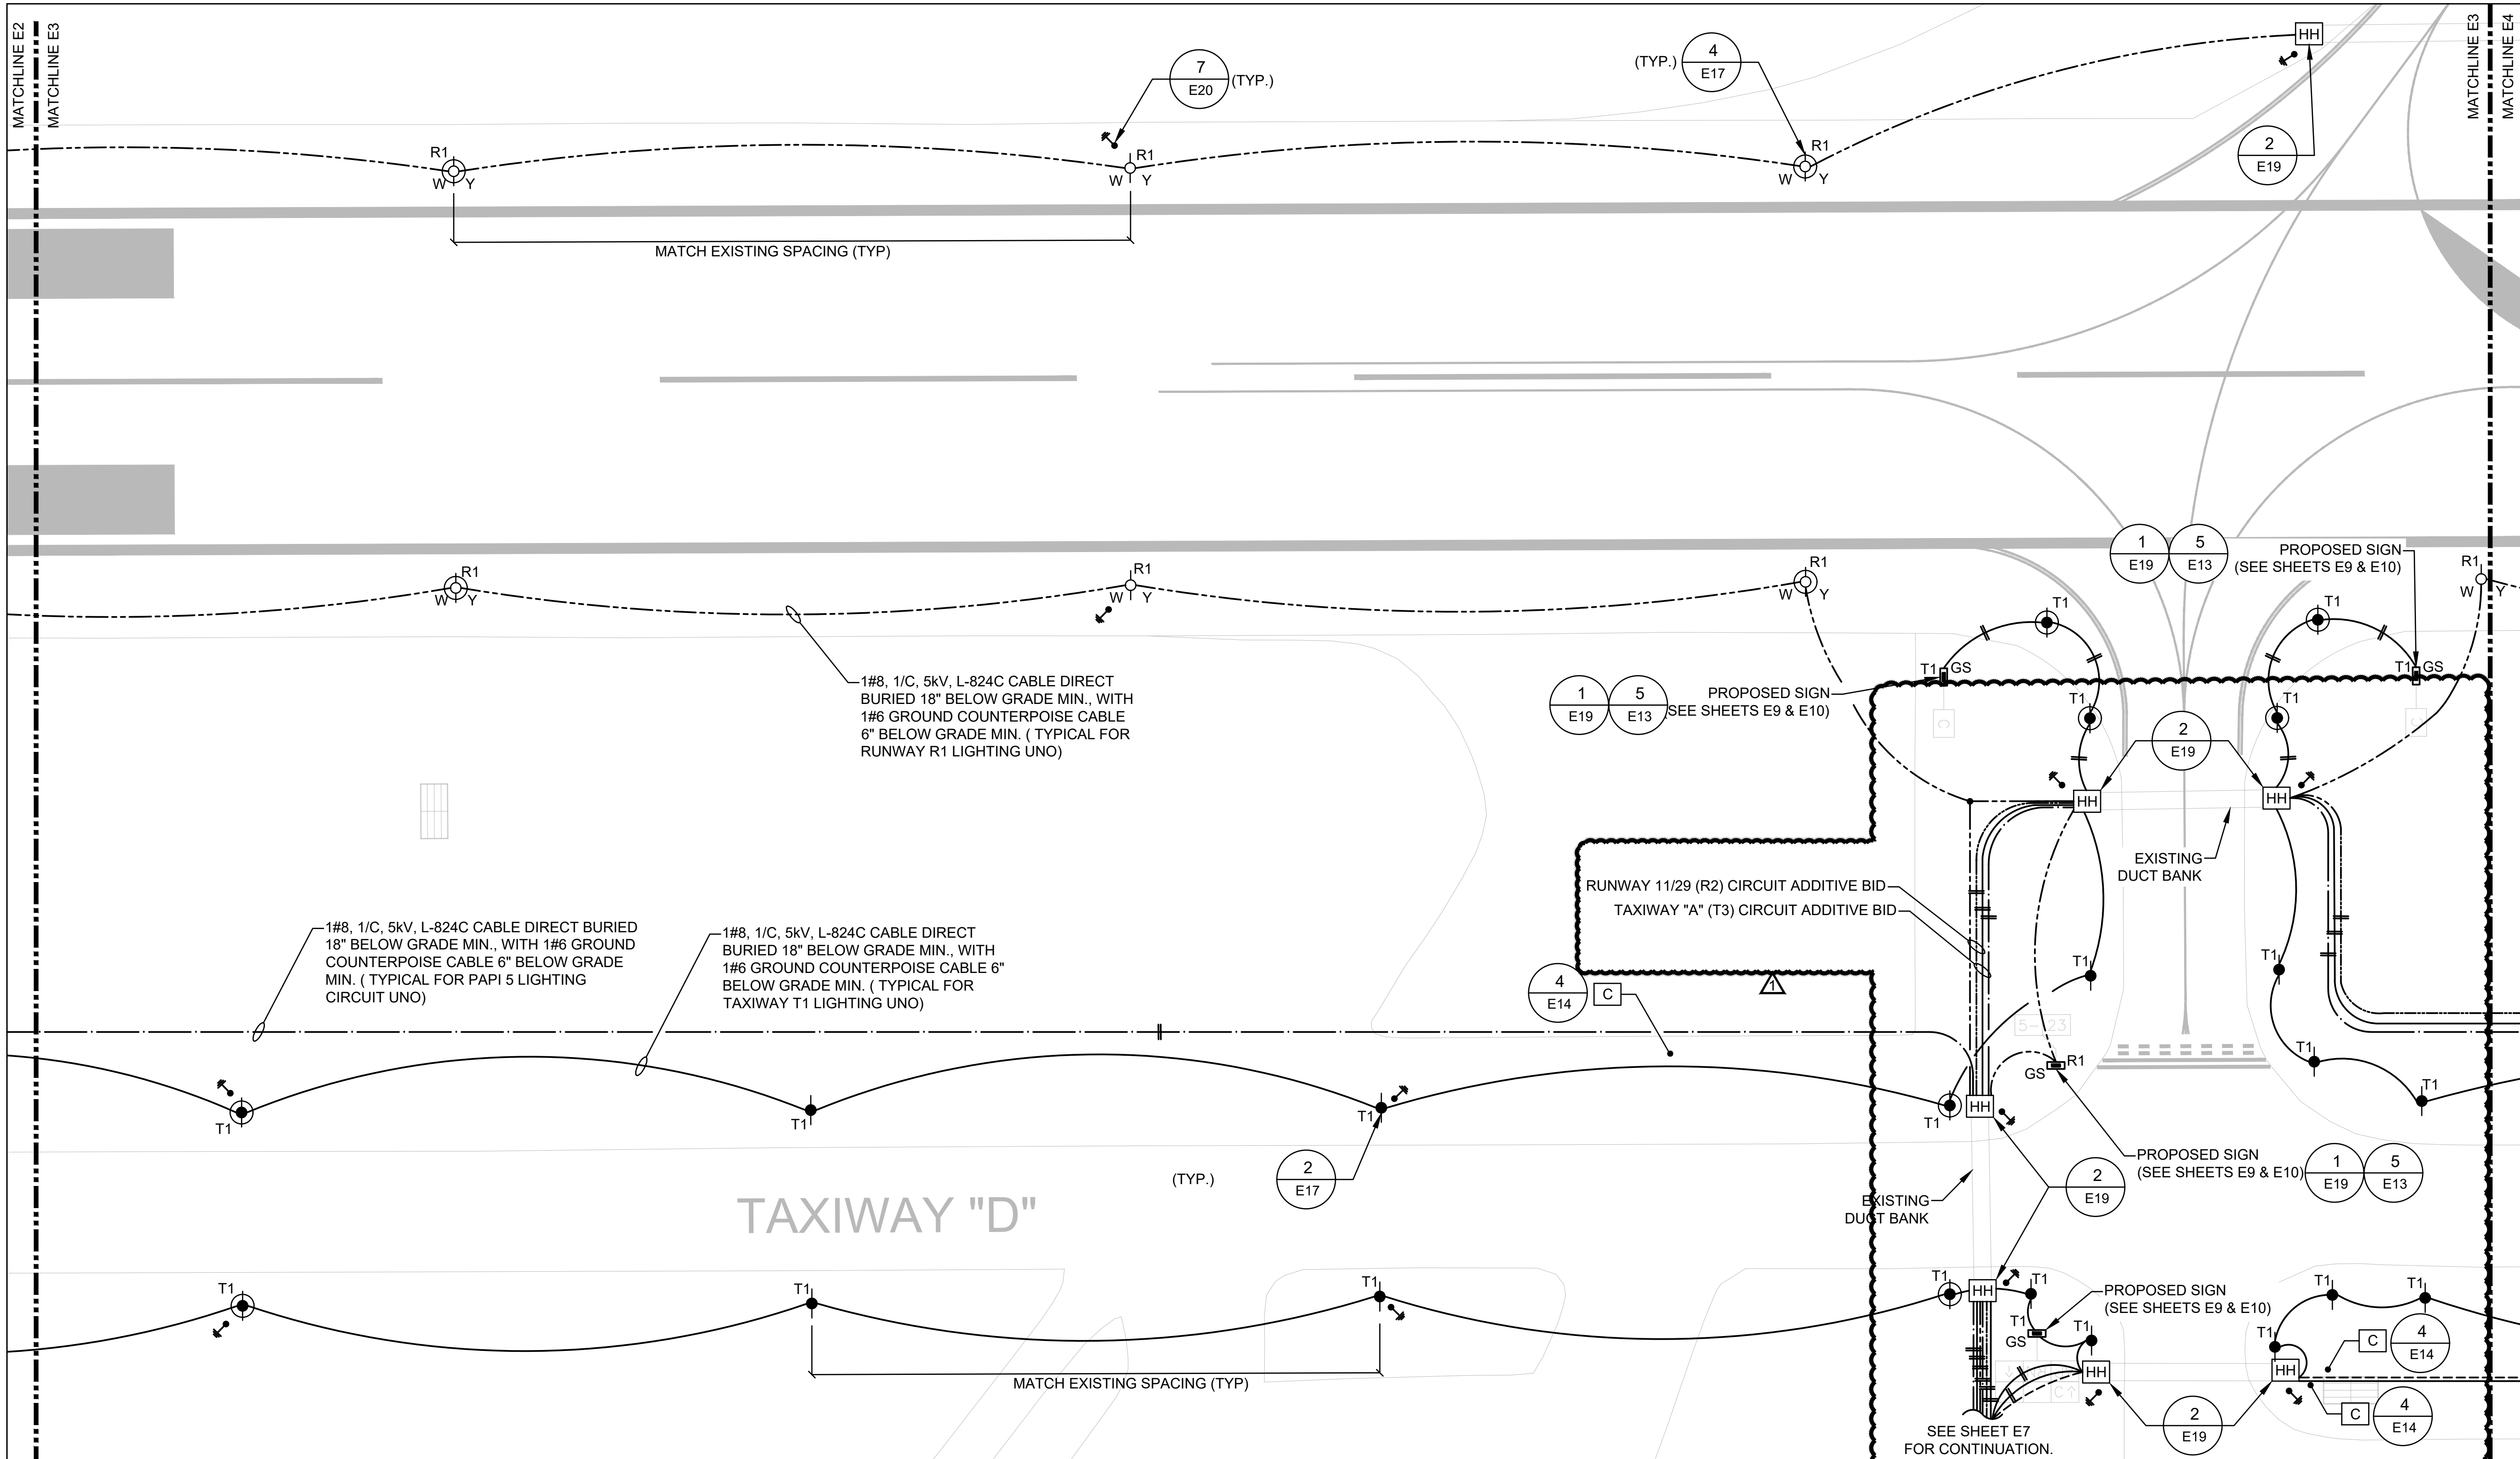 MATCHLINE E2
MATCHLINE E3
MATCHLINE E3
MATCHLINE E4
7
E20
(TYP.)
(TYP.)
4
E17
HH
2
E19
R1
W
Y
R1
W
Y
R1
W
Y
MATCH EXISTING SPACING (TYP)
R1
W
Y
R1
W
Y
R1
W
Y
R1
W
Y
1
E19
5
E13
PROPOSED SIGN
(SEE SHEETS E9 & E10)
T1
T1
T1
GS
T1
GS
1#8, 1/C, 5kV, L-824C CABLE DIRECT
BURIED 18" BELOW GRADE MIN., WITH
1#6 GROUND COUNTERPOISE CABLE
6" BELOW GRADE MIN. ( TYPICAL FOR
RUNWAY R1 LIGHTING UNO)
1
E19
5
E13
PROPOSED SIGN
(SEE SHEETS E9 & E10)
C
T1
T1
2
E19
HH
HH
EXISTING
DUCT BANK
RUNWAY 11/29 (R2) CIRCUIT ADDITIVE BID
TAXIWAY "A" (T3) CIRCUIT ADDITIVE BID
1#8, 1/C, 5kV, L-824C CABLE DIRECT BURIED
18" BELOW GRADE MIN., WITH 1#6 GROUND
COUNTERPOISE CABLE 6" BELOW GRADE
MIN. ( TYPICAL FOR PAPI 5 LIGHTING
CIRCUIT UNO)
1#8, 1/C, 5kV, L-824C CABLE DIRECT
BURIED 18" BELOW GRADE MIN., WITH
1#6 GROUND COUNTERPOISE CABLE 6"
BELOW GRADE MIN. ( TYPICAL FOR
TAXIWAY T1 LIGHTING UNO)
4
E14
C
1
T1
T1
5-23
R1
GS
T1
T1
T1
T1
T1
T1
HH
(TYP.)
2
E17
TAXIWAY "D"
PROPOSED SIGN
(SEE SHEETS E9 & E10)
1
E19
5
E13
2
E19
EXISTING
DUCT BANK
T1
T1
T1
T1
HH
T1
PROPOSED SIGN
(SEE SHEETS E9 & E10)
T1
GS
T1
T1
T1
T1
C
4
E14
HH
HH
C
MATCH EXISTING SPACING (TYP)
C
4
E14
2
E19
SEE SHEET E7
FOR CONTINUATION.